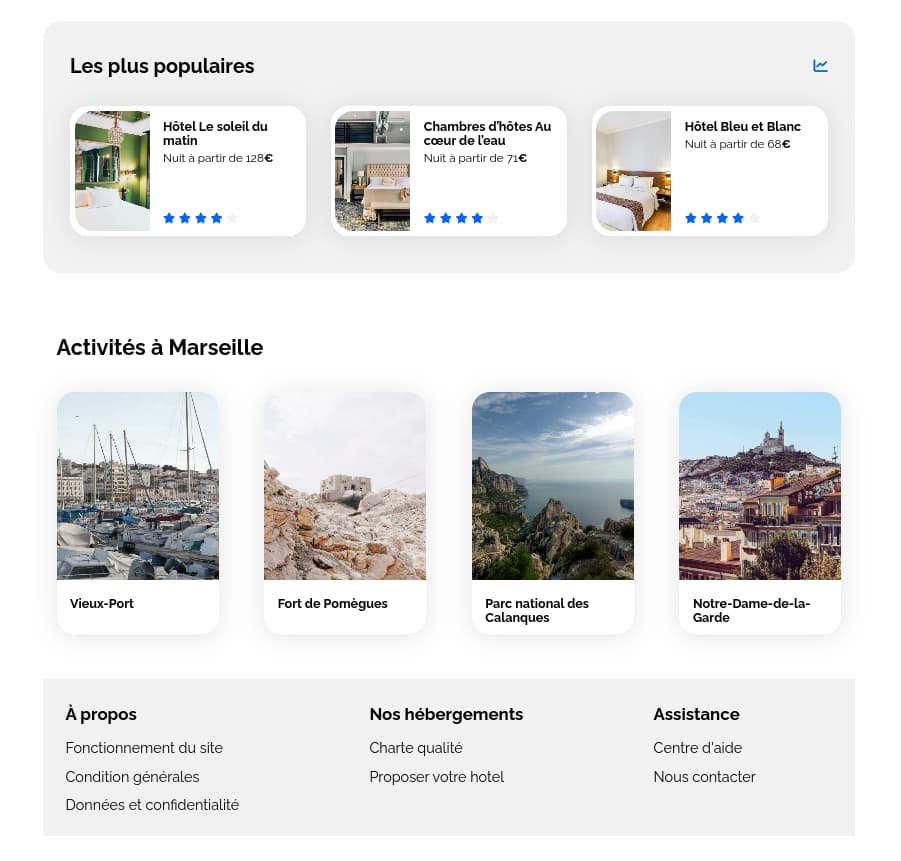 Les plus populaires
Hôtel Le soleil du
matin
Nuit à partir de 128€
Chambres d'hôtes Au
cœur de l'eau
Nuit à partir de 71€
Hôtel Bleu et Blanc
Nuit à partir de 68€
Activités à Marseille
Vieux-Port
Fort de Pomègues
Parc national des
Calanques
Notre-Dame-de-la-
Garde
À propos
Fonctionnement du site
Condition générales
Données et confidentialité
Nos hébergements
Charte qualité
Proposer votre hotel
Assistance
Centre d'aide
Nous contacter